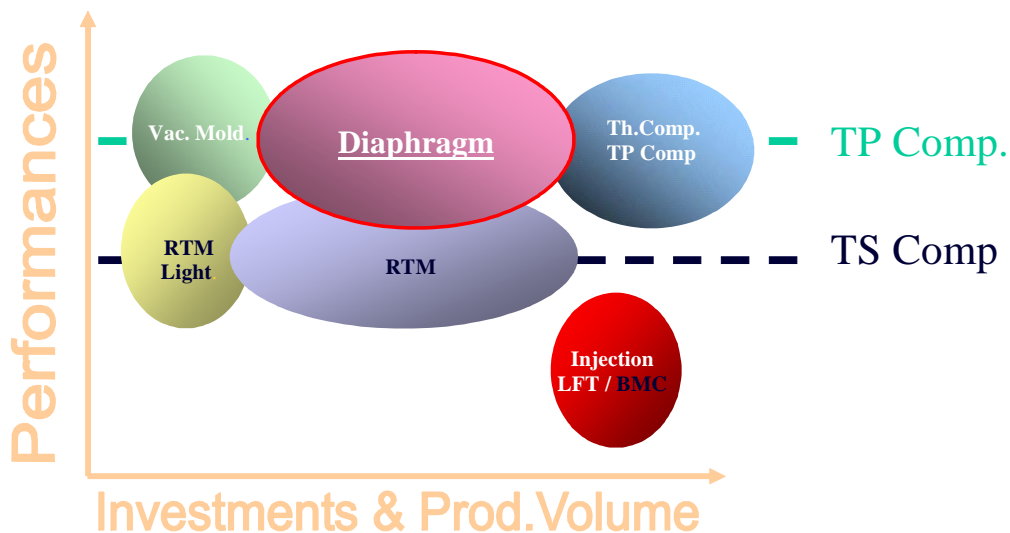 Performances
Vac. Mold.
Diaphragm
Th.Comp.
TP Comp
TP Comp.
RTM
Light.
RTM
TS Comp
Injection
LFT / BMC
Investments & Prod.Volume